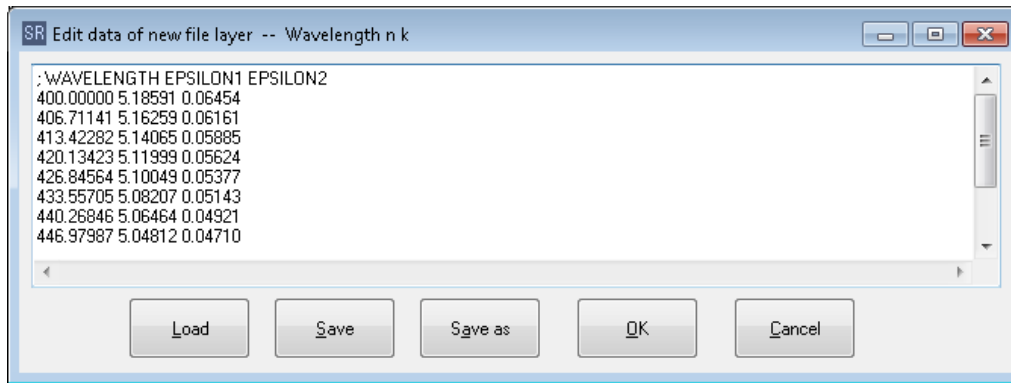 SR Edit data of new file layer -- Wavelength n k
; WAVELENGTH EPSILON1 EPSILON2
400.00000 5.18591 0.06454
406.71141 5.16259 0.06161
413.42282 5.14065 0.05885
420.13423 5.11999 0.05624
426.84564 5.10049 0.05377
433.55705 5.08207 0.05143
440.26846 5.06464 0.04921
446.97987 5.04812 0.04710
Load Save Save as OK Cancel